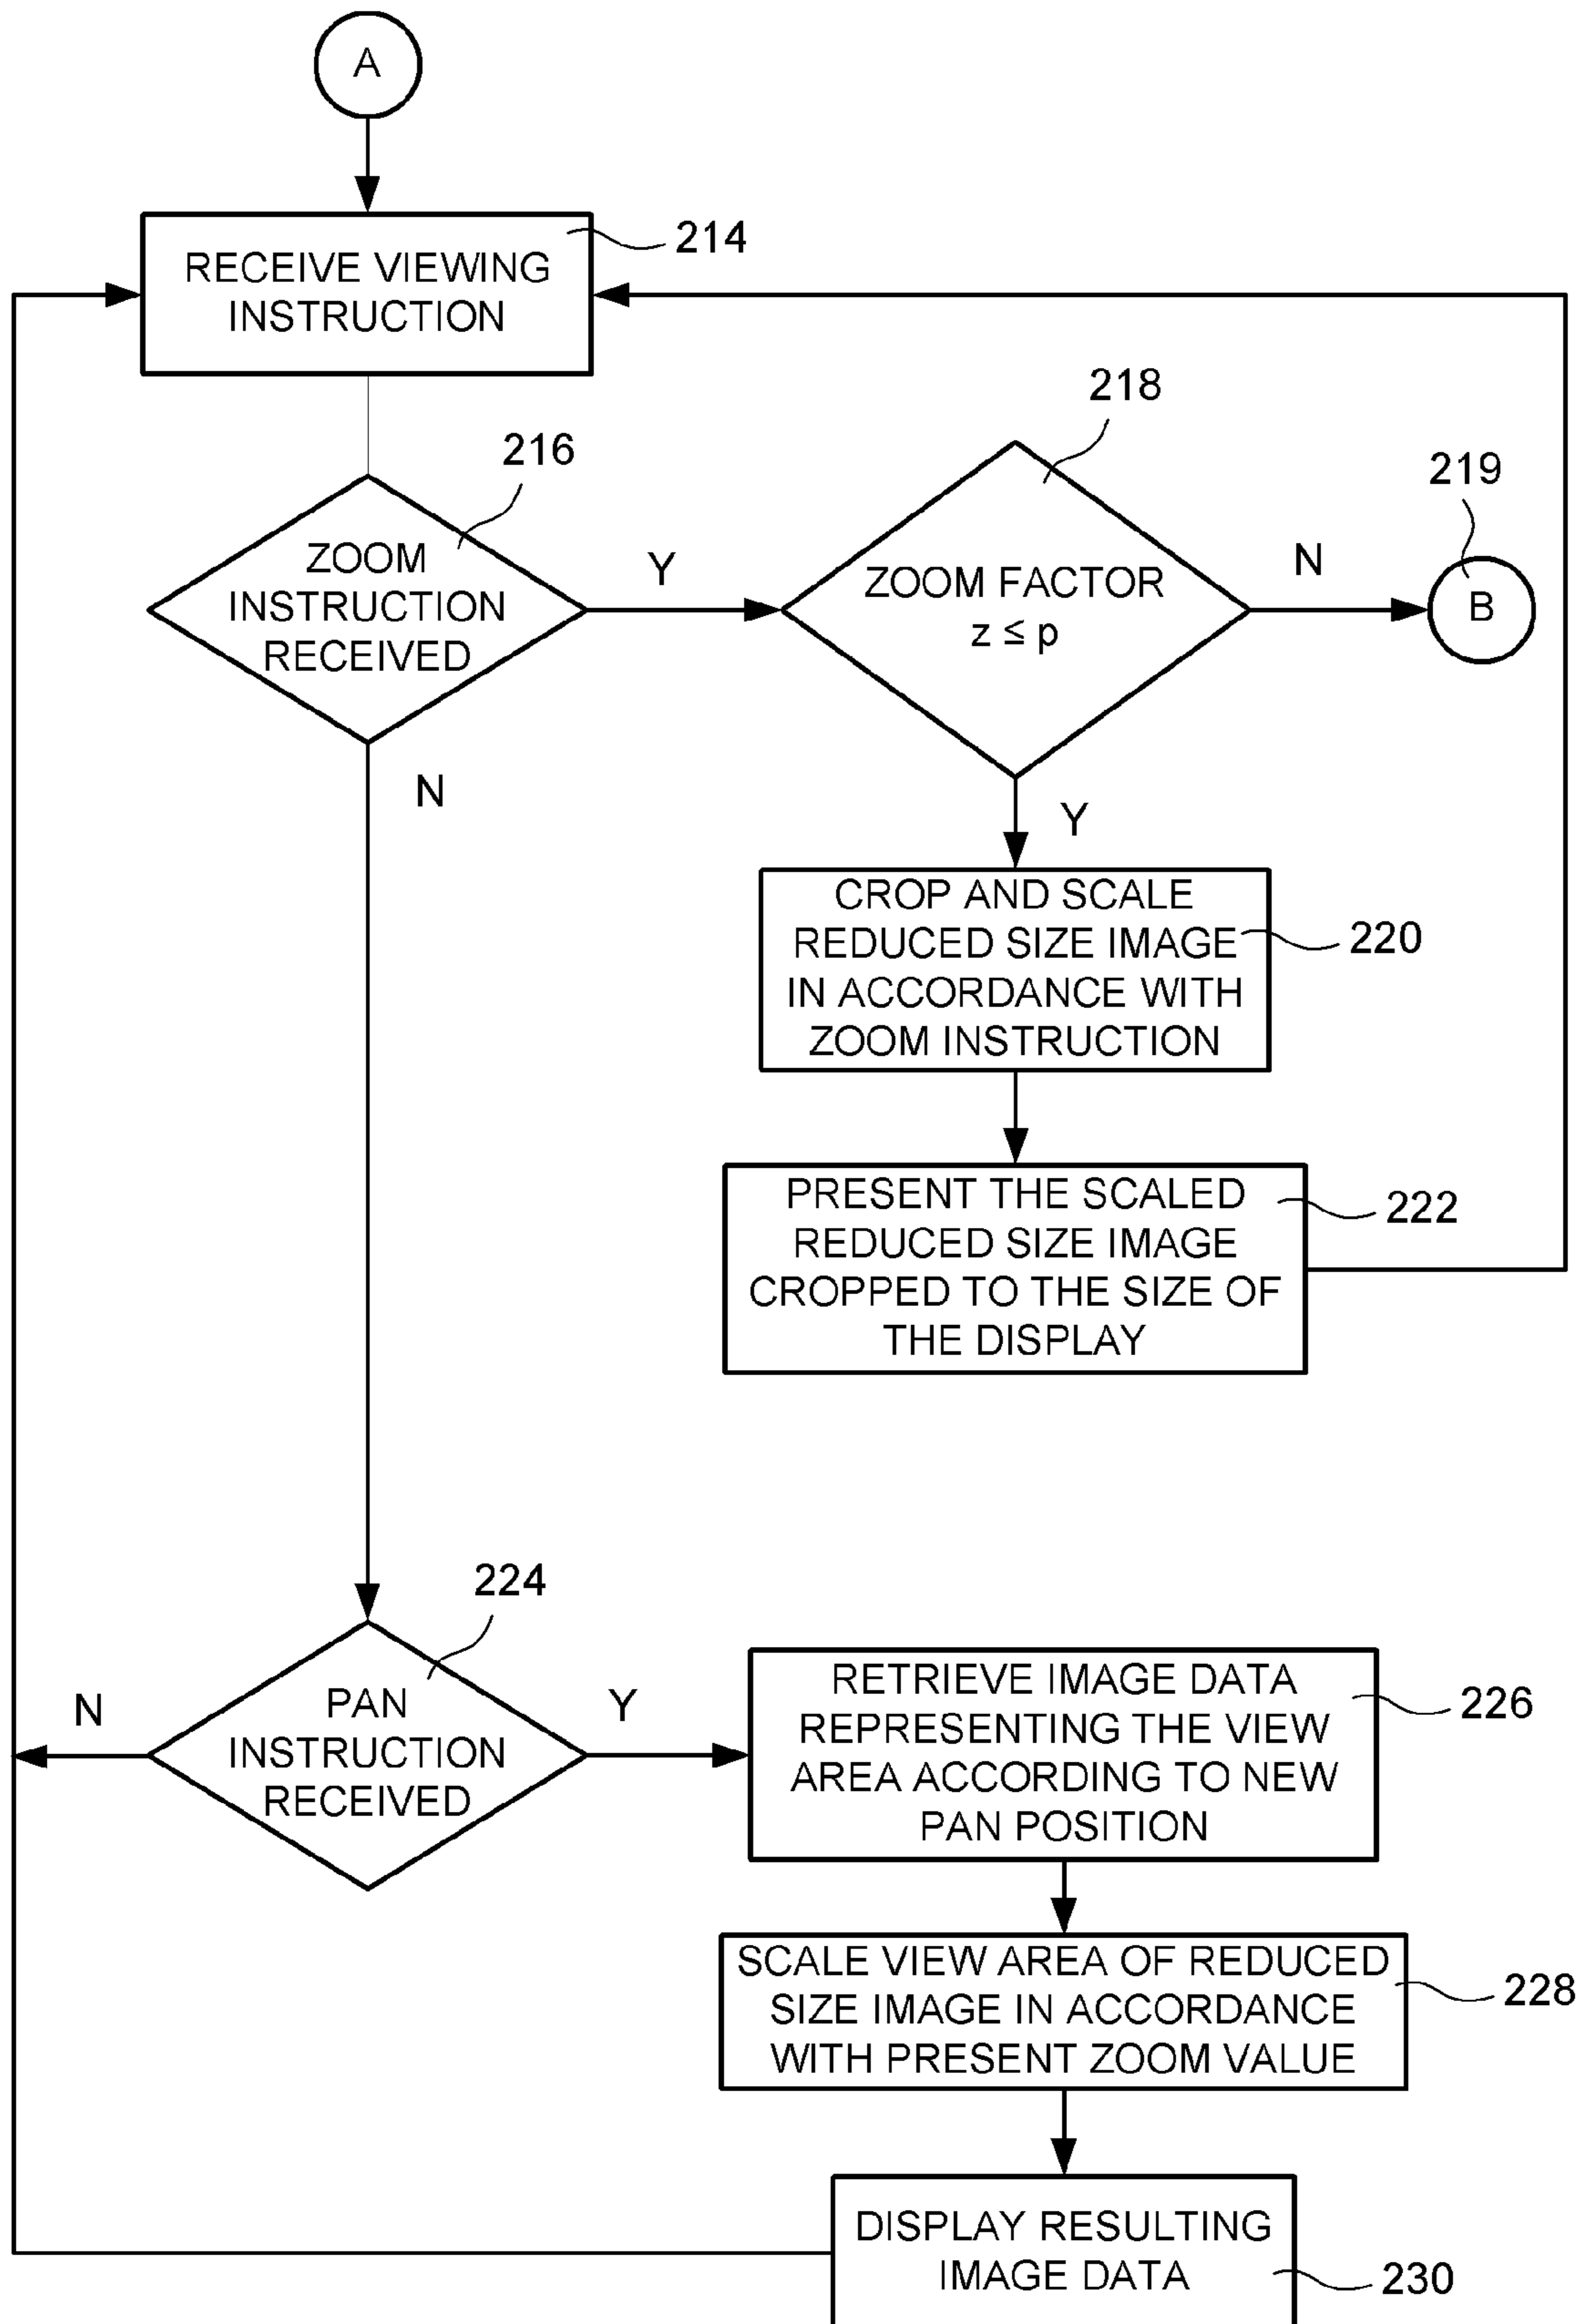 A
RECEIVE VIEWING
INSTRUCTION
214
216
ZOOM
INSTRUCTION
RECEIVED
Y
N
218
ZOOM FACTOR
z ≤ p
N
Y
219
B
CROP AND SCALE
REDUCED SIZE IMAGE
IN ACCORDANCE WITH
ZOOM INSTRUCTION
220
PRESENT THE SCALED
REDUCED SIZE IMAGE
CROPPED TO THE SIZE OF
THE DISPLAY
222
224
PAN
INSTRUCTION
RECEIVED
N
Y
RETRIEVE IMAGE DATA
REPRESENTING THE VIEW
AREA ACCORDING TO NEW
PAN POSITION
226
SCALE VIEW AREA OF REDUCED
SIZE IMAGE IN ACCORDANCE
WITH PRESENT ZOOM VALUE
228
DISPLAY RESULTING
IMAGE DATA
230